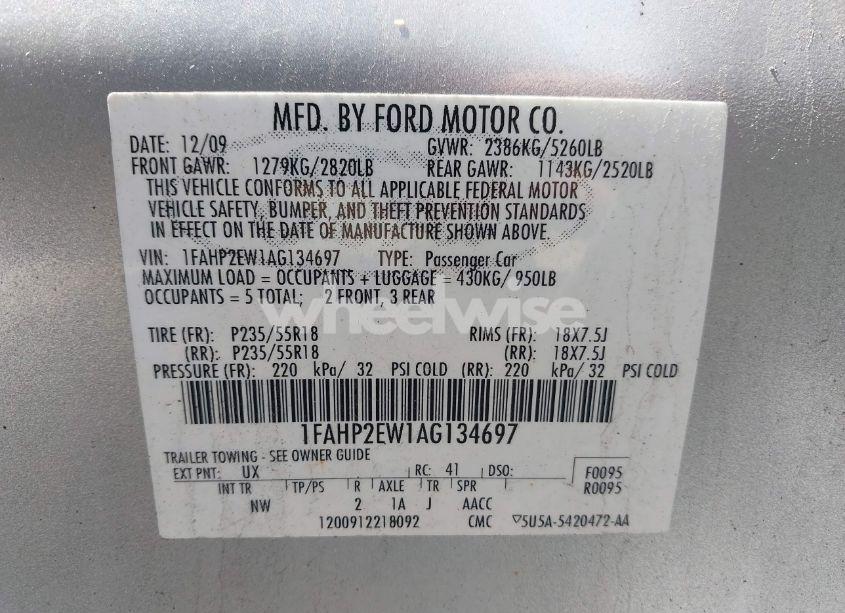 MFD. BY FORD MOTOR CO.
DATE: 12/09 GVWR: 2386KG/5260LB
FRONT GAWR: 1279KG/2820LB REAR GAWR: 1143KG/2520LB
THIS VEHICLE CONFORMS TO ALL APPLICABLE FEDERAL MOTOR
VEHICLE SAFETY, BUMPER, AND THEFT PREVENTION STANDARDS
IN EFFECT ON THE DATE OF MANUFACTURE SHOWN ABOVE.
VIN: 1FAHP2EW1AG134697 TYPE: Passenger Car
MAXIMUM LOAD = OCCUPANTS + LUGGAGE = 430KG/ 950LB
OCCUPANTS = 5 TOTAL; 2 FRONT, 3 REAR
wheelwise
TIRE (FR): P235/55R18 RIMS (FR): 18X7.5J
(RR): P235/55R18 (RR): 18X7.5J
PRESSURE (FR): 220 kPa/ 32 PSI COLD (RR): 220 kPa/ 32 PSI COLD
1FAHP2EW1AG134697
TRAILER TOWING - SEE OWNER GUIDE
EXT PNT: UX RC: 41 DSO: F0095
INT TR TP/PS R AXLE TR SPR R0095
NW 2 1A J AACC
1200912218092 CMC ▽5U5A-5420472-AA